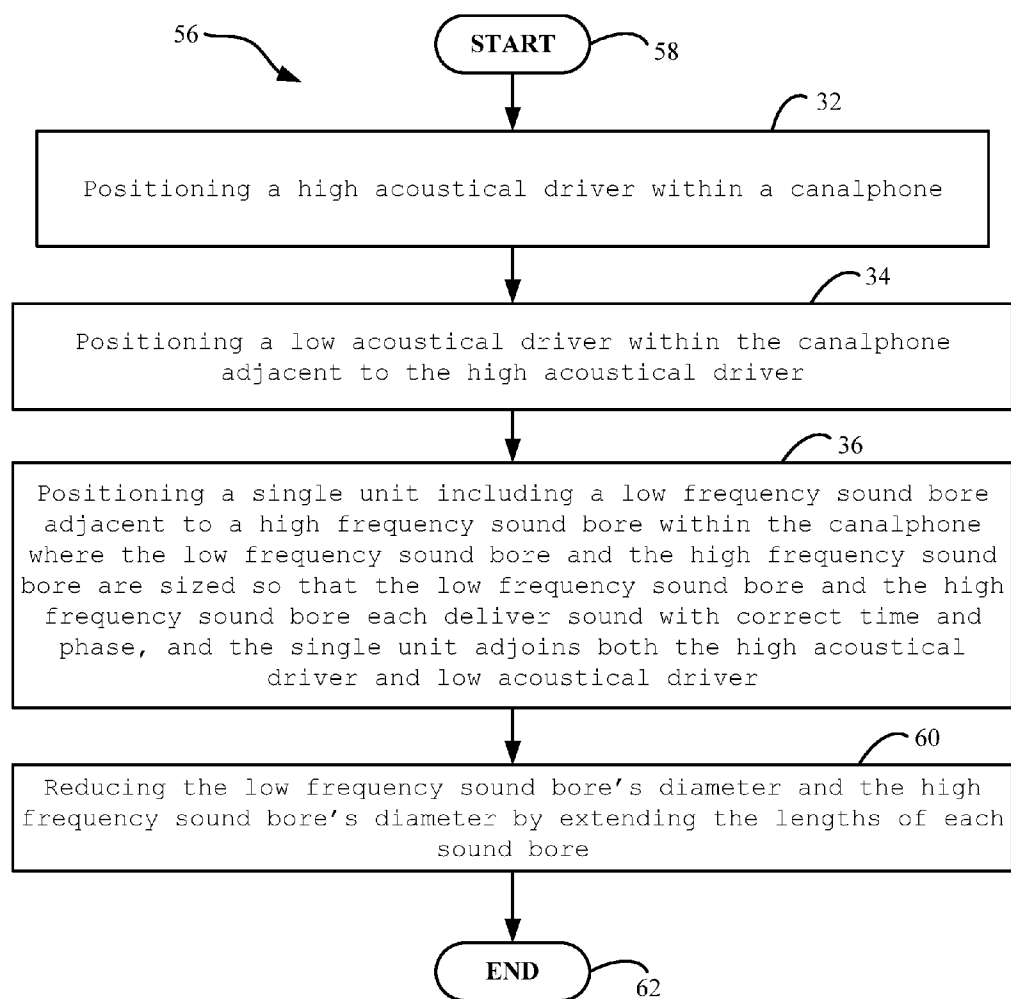 56
START
58
32
Positioning a high acoustical driver within a canalphone
34
Positioning a low acoustical driver within the canalphone
adjacent to the high acoustical driver
36
Positioning a single unit including a low frequency sound bore
adjacent to a high frequency sound bore within the canalphone
where the low frequency sound bore and the high frequency sound
bore are sized so that the low frequency sound bore and the high
frequency sound bore each deliver sound with correct time and
phase, and the single unit adjoins both the high acoustical
driver and low acoustical driver
60
Reducing the low frequency sound bore's diameter and the high
frequency sound bore's diameter by extending the lengths of each
sound bore
END
62